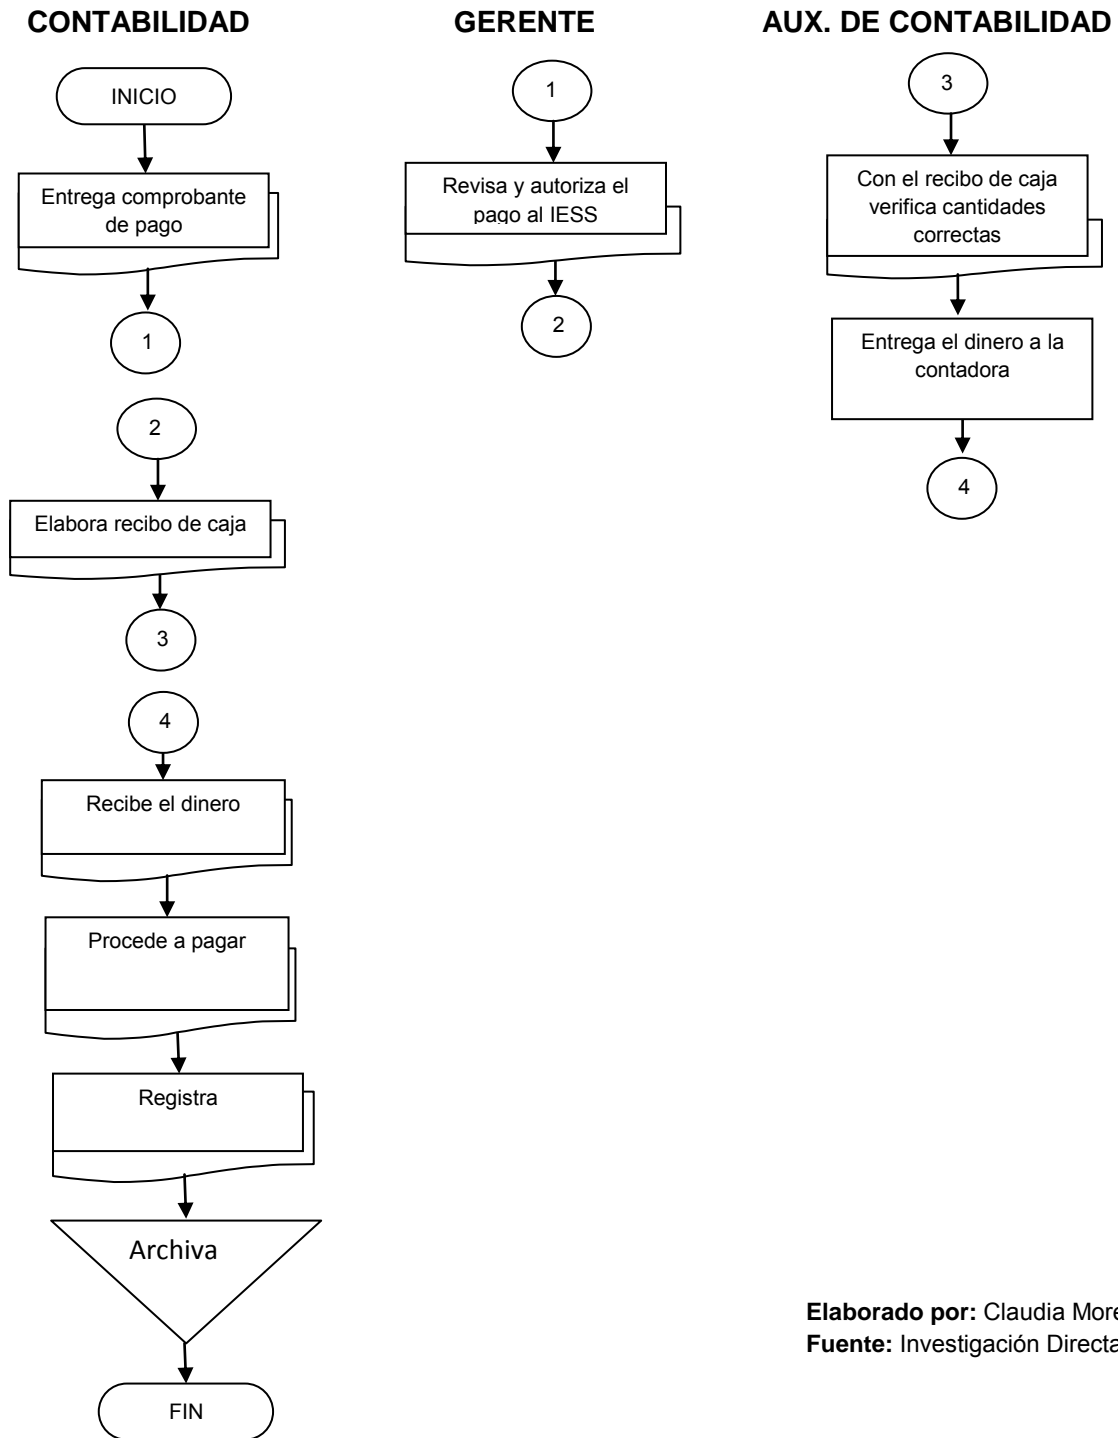 CONTABILIDAD
INICIO
Entrega comprobante
de pago
1
2
Elabora recibo de caja
3
4
Recibe el dinero
Procede a pagar
Registra
Archiva
FIN
GERENTE
1
Revisa y autoriza el
pago al IESS
2
AUX. DE CONTABILIDAD
3
Con el recibo de caja
verifica cantidades
correctas
Entrega el dinero a la
contadora
4
Elaborado por: Claudia More
Fuente: Investigación Directa